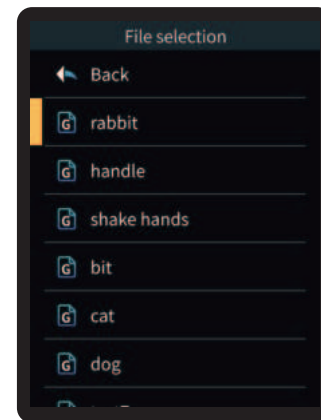 File selection
Back
G rabbit
G handle
G shake hands
G bit
G cat
G dog